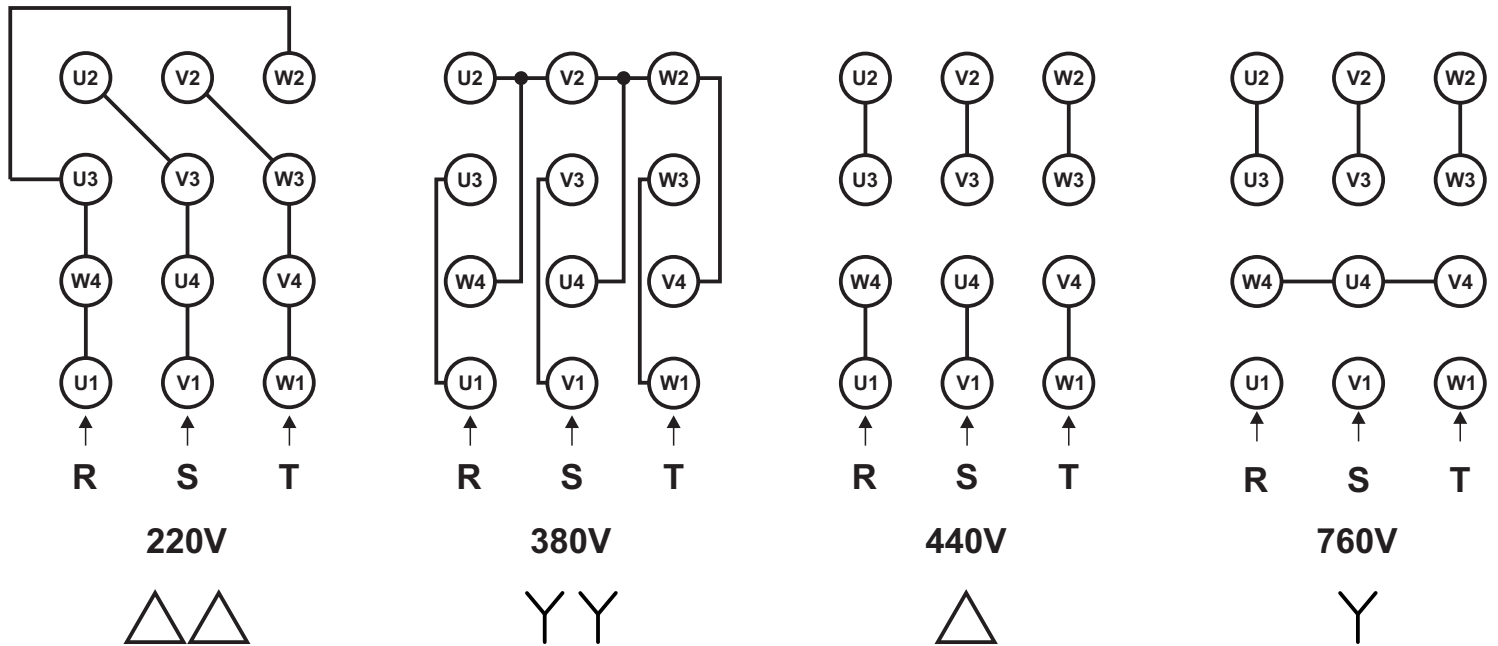 U2 V2 W2 U2 V2 W2 U2 V2 W2 U2 V2 W2
U3 V3 W3 U3 V3 W3 U3 V3 W3 U3 V3 W3
W4 U4 V4 W4 U4 V4 W4 U4 V4 W4 U4 V4
U1 V1 W1 U1 V1 W1 U1 V1 W1 U1 V1 W1
R S T R S T R S T R S T
220V 380V 440V 760V